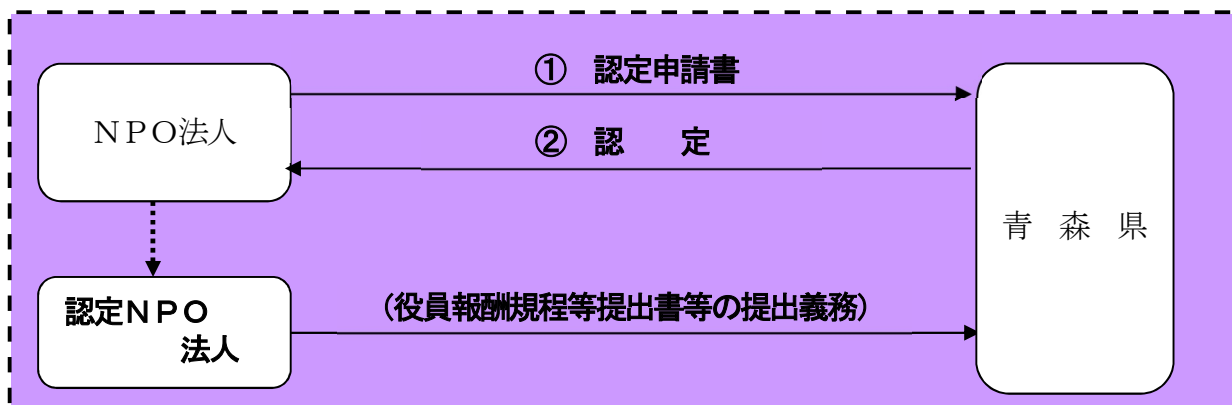 ① 認定申請書
NPO法人
② 認　　定
青　森　県
認定NPO
法人
（役員報酬規程等提出書等の提出義務）